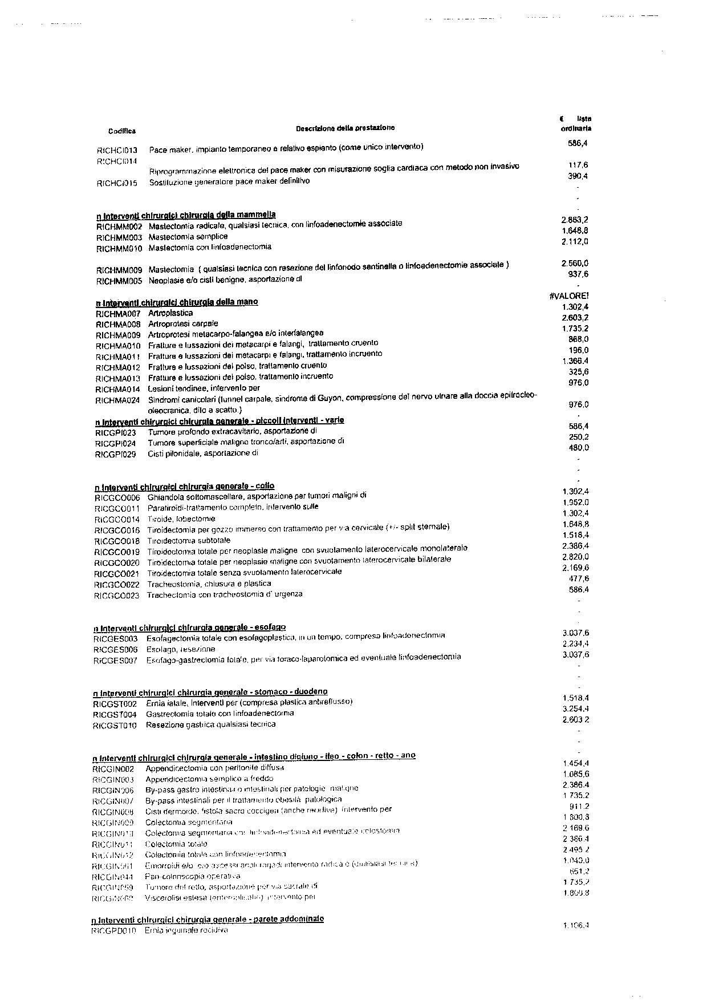 € lista
Codifica Descrizione della prestazione ordinaria
RICHCI013 Pace maker, impianto temporaneo e relativo espianto (come unico intervento) 586,4
RICHCI014
Riprogrammazione elettronica del pace maker con misurazione soglia cardiaca con metodo non invasivo 117,6
RICHCI015 Sostituzione generatore pace maker definitivo 390,4
-
-
-
n Interventi chirurgici chirurgia della mammella
RICHMM002 Mastectomia radicale, qualsiasi tecnica, con linfoadenectomie associate 2.863,2
RICHMM003 Mastectomia semplice 1.648,8
RICHMM010 Mastectomia con linfoadenectomia 2.112,0
RICHMM009 Mastectomia ( qualsiasi tecnica con resezione del linfonodo sentinella o linfoadenectomie associate ) 2.560,0
RICHMM005 Neoplasie e/o cisti benigne, asportazione di 937,6
-
n Interventi chirurgici chirurgia della mano #VALORE!
RICHMA007 Artroplastica 1.302,4
RICHMA008 Artroprotesi carpale 2.603,2
RICHMA009 Artroprotesi metacarpo-falangea e/o interfalangea 1.735,2
RICHMA010 Fratture e lussazioni dei metacarpi e falangi, trattamento cruento 868,0
RICHMA011 Fratture e lussazioni dei metacarpi e falangi, trattamento incruento 196,0
RICHMA012 Fratture e lussazioni del polso, trattamento cruento 1.366,4
RICHMA013 Fratture e lussazioni del polso, trattamento incruento 325,6
RICHMA014 Lesioni tendinee, intervento per 976,0
RICHMA024 Sindromi canicolari (tunnel carpale, sindrome di Guyon, compressione del nervo ulnare alla doccia epitrocleo-
oleocranica, dito a scatto.) 976,0
n Interventi chirurgici chirurgia generale - piccoli interventi - varie -
RICGPI023 Tumore profondo extracavitario, asportazione di 586,4
RICGPI024 Tumore superficiale maligno tronco/arti, asportazione di 250,2
RICGPI029 Cisti pilonidale, asportazione di 480,0
-
-
-
n Interventi chirurgici chirurgia generale - collo
RICGCO006 Ghiandola sottomascellare, asportazione per tumori maligni di 1.302,4
RICGCO011 Paratiroidi-trattamento completo, intervento sulle 1.952,0
RICGCO014 Tiroide, lobectomie 1.302,4
RICGCO016 Tiroidectomia per gozzo immerso con trattamento per via cervicale (+/- split sternale) 1.648,8
RICGCO018 Tiroidectomia subtotale 1.518,4
RICGCO019 Tiroidectomia totale per neoplasie maligne con svuotamento laterocervicale monolaterale 2.386,4
RICGCO020 Tiroidectomia totale per neoplasie maligne con svuotamento laterocervicale bilaterale 2.820,0
RICGCO021 Tiroidectomia totale senza svuotamento laterocervicale 2.169,6
RICGCO022 Tracheostomia, chiusura e plastica 477,6
RICGCO023 Trachectomia con tracheostomia d' urgenza 586,4
-
-
-
n Interventi chirurgici chirurgia generale - esofago
RICGES003 Esofagectomia totale con esofagoplastica, in un tempo, compresa linfoadenectomia 3.037,6
RICGES006 Esofago, resezione 2.234,4
RICGES007 Esofago-gastrectomia totale, per via toraco-laparotomica ed eventuale linfoadenectomia 3.037,6
-
-
-
n Interventi chirurgici chirurgia generale - stomaco - duodeno
RICGST002 Ernia iatale, Interventi per (compresa plastica antireflusso) 1.518,4
RICGST004 Gastrectomia totale con linfoadenectomia 3.254,4
RICGST010 Resezione gastrica qualsiasi tecnica 2.603 2
-
-
-
n Interventi chirurgici chirurgia generale - intestino digiuno - ileo - colon - retto - ano
RICGIN002 Appendicectomia con peritonite diffusa 1.454,4
RICGIN003 Appendicectomia semplice a freddo 1.085,6
RICGIN006 By-pass gastro intestinali o intestinali per patologie maligne 2.386,4
RICGIN007 By-pass intestinali per il trattamento obesità patologica 1 735,2
RICGIN008 Cisti dermoide, fistola sacro coccigea (anche recidive) intervento per 911,2
RICGIN009 Colectomia segmentaria 1 800,8
RICGIN010 Colectomia segmentaria con linfoadenectomia ed eventuale colostomia 2 169,6
RICGIN011 Colectomia totale 2 386,4
RICGIN012 Colectomia totale con linfoadenectomia 2 495,2
Emorroidi e/o ascessi anali ragadi intervento radicale (qualsiasi tecnica) 1.040,0
RICGIN044 Pan-colonscopia operativa 651,2
RICGIN059 Tumore del retto, asportazione per via sacrale di 1 735,2
Viscerolisi estesa intervento per 1.800,8
n Interventi chirurgici chirurgia generale - parete addominale
RICGPD010 Ernia inguinale recidiva 1.106,4